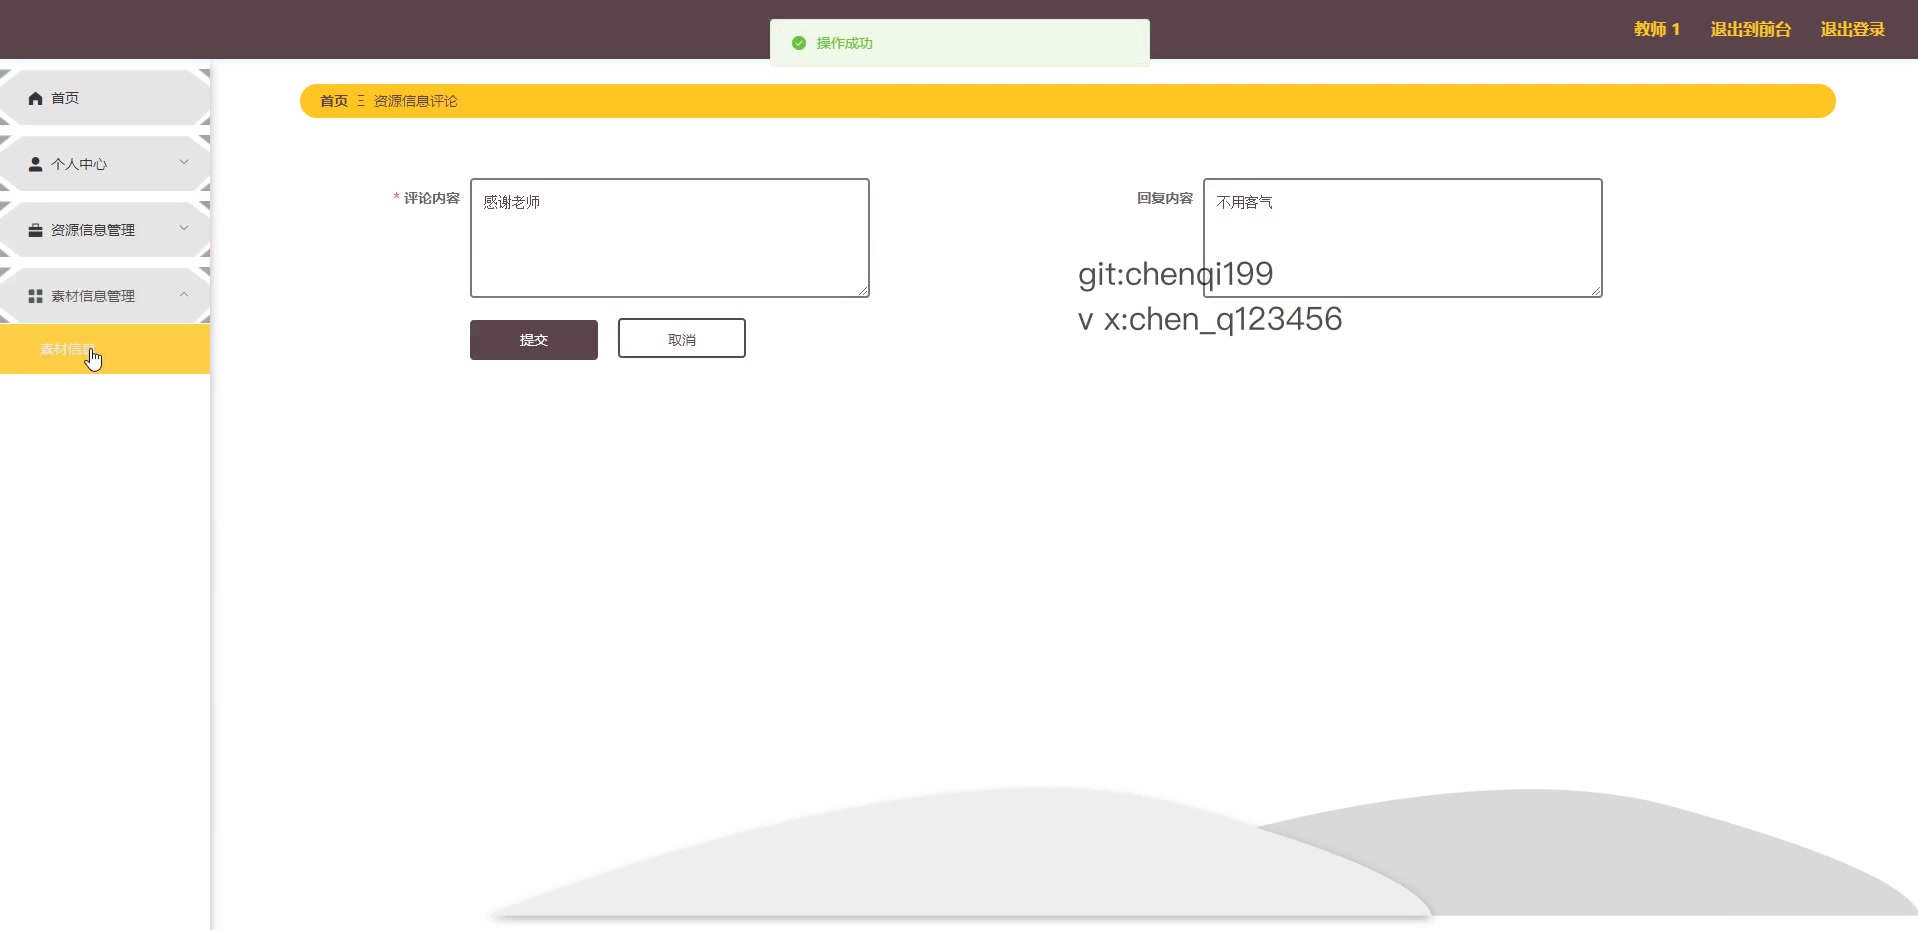 操作成功
教师 1 退出到前台 退出登录
首页
个人中心
资源信息管理
素材信息管理
素材信息
首页 资源信息评论
* 评论内容
感谢老师
回复内容
不用客气
提交 取消
git:chenqi199
v x:chen_q123456